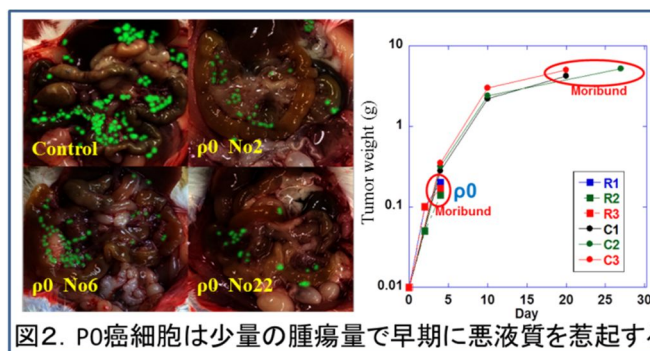 Control
ρ0 No2
ρ0 No6
ρ0 No22
Tumor weight (g)
10
1
0.1
0.01
0
5
10
15
20
25
30
Day
Moribund
ρ0
Moribund
R1
R2
R3
C1
C2
C3
図2. P0癌細胞は少量の腫瘍量で早期に悪液質を惹起す